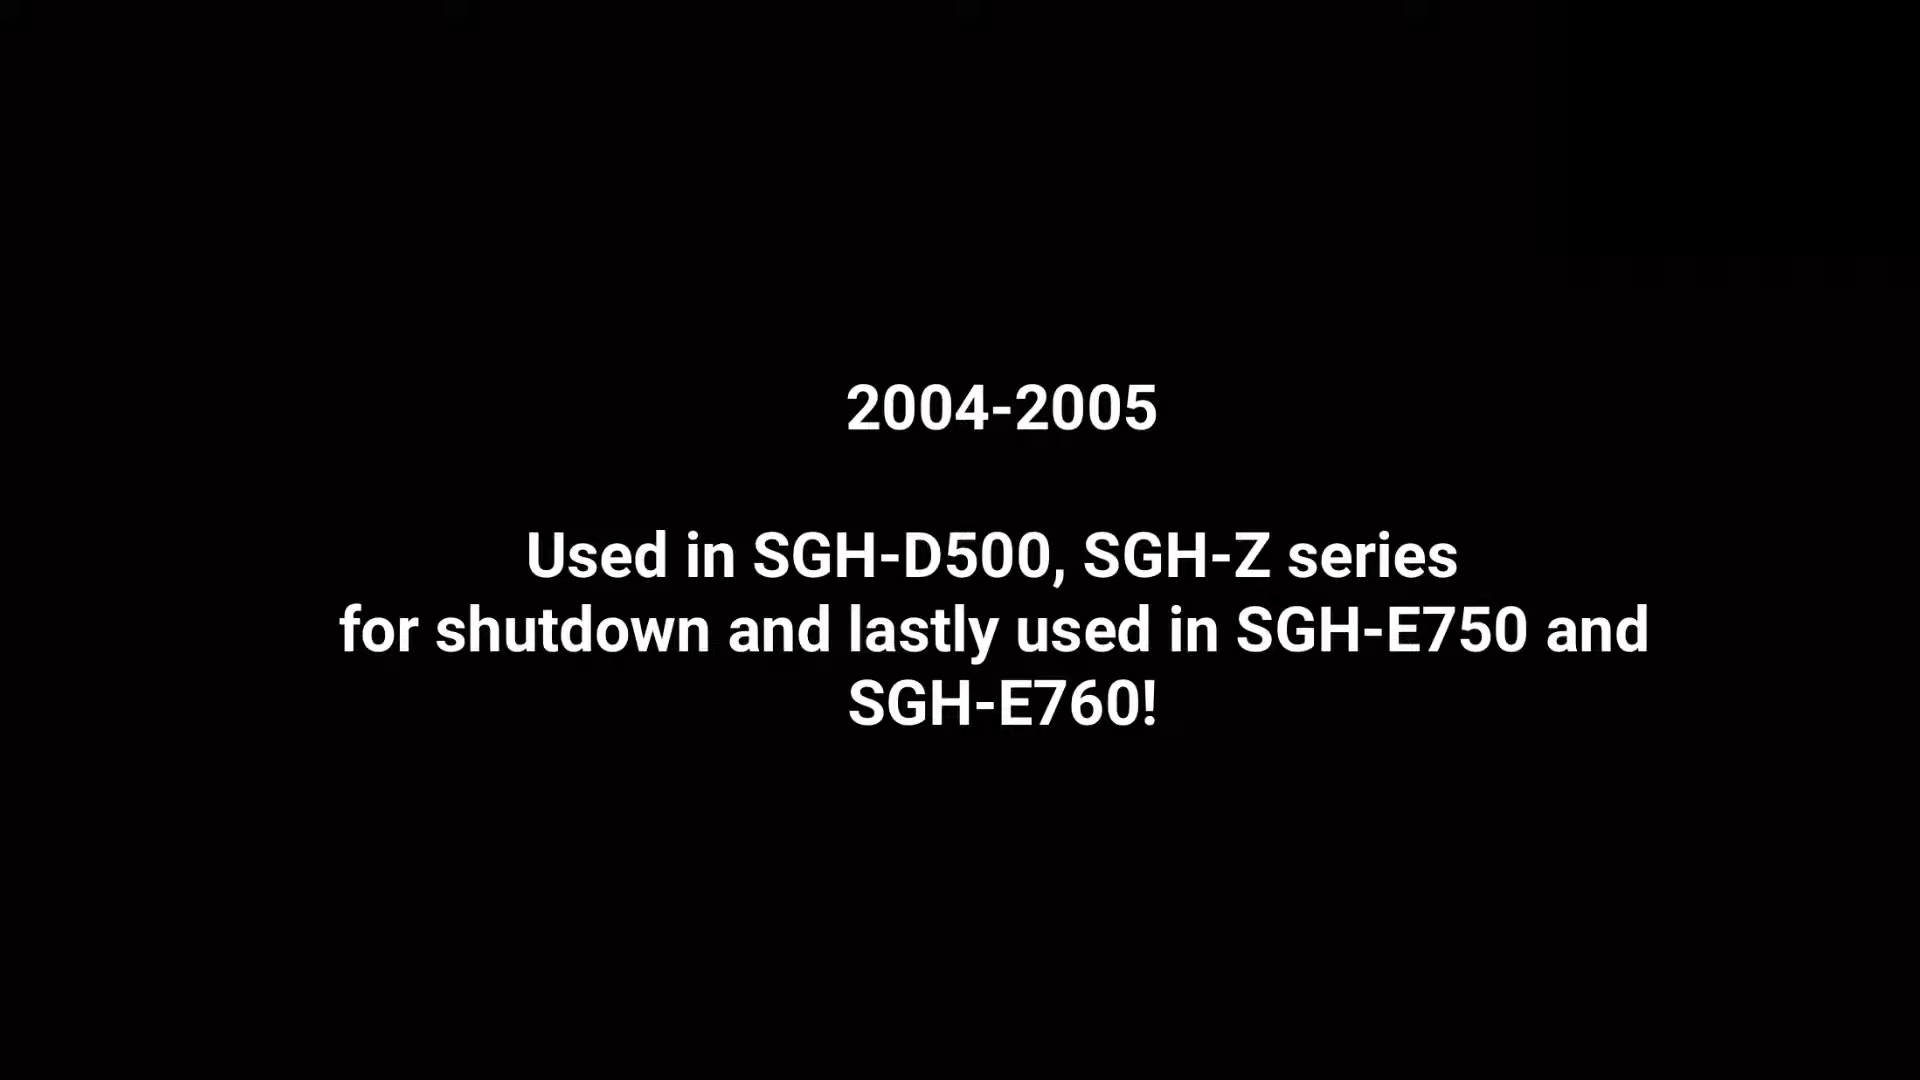 2004-2005
Used in SGH-D500, SGH-Z series
for shutdown and lastly used in SGH-E750 and
SGH-E760!